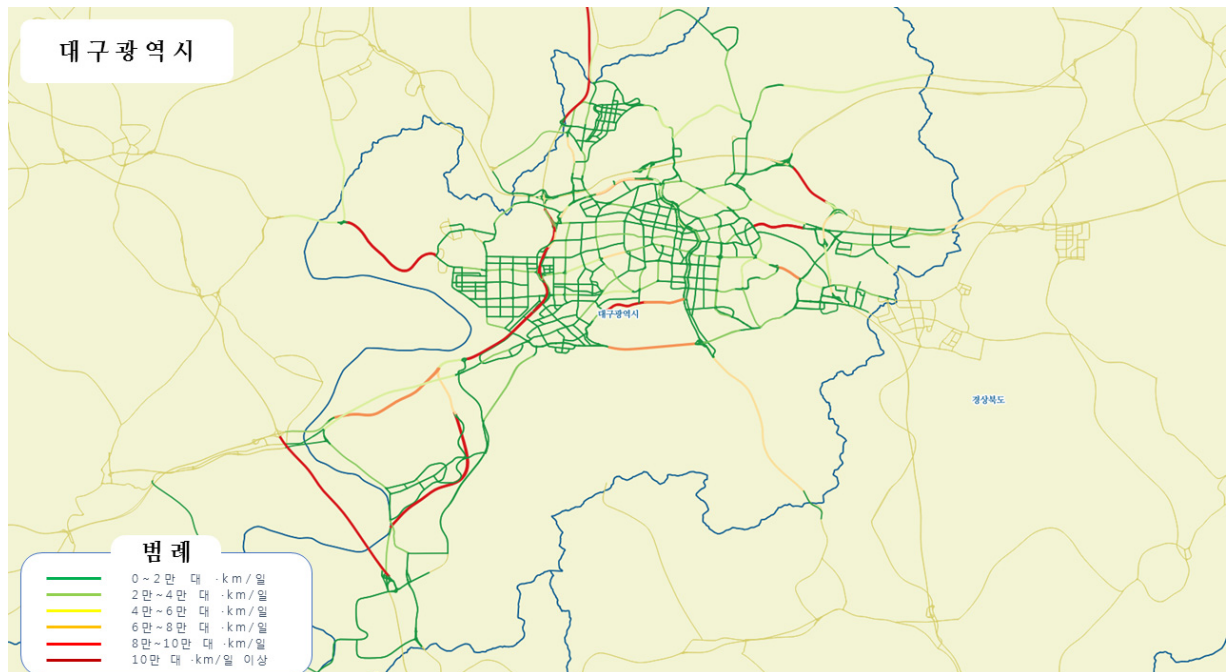 대구광역시
대구광역시
경상북도
범례
0~2만 대 ·km/일
2만~4만 대 ·km/일
4만~6만 대 ·km/일
6만~8만 대 ·km/일
8만~10만 대 ·km/일
10만 대 ·km/일 이상